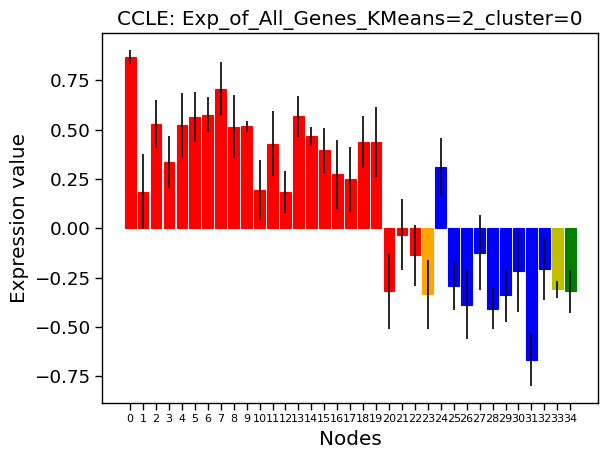 CCLE: Exp_of_All_Genes_KMeans=2_cluster=0
Expression value
0.75
0.50
0.25
0.00
−0.25
−0.50
−0.75
0 1 2 3 4 5 6 7 8 9 10 11 12 13 14 15 16 17 18 19 20 21 22 23 24 25 26 27 28 29 30 31 32 33 34
Nodes